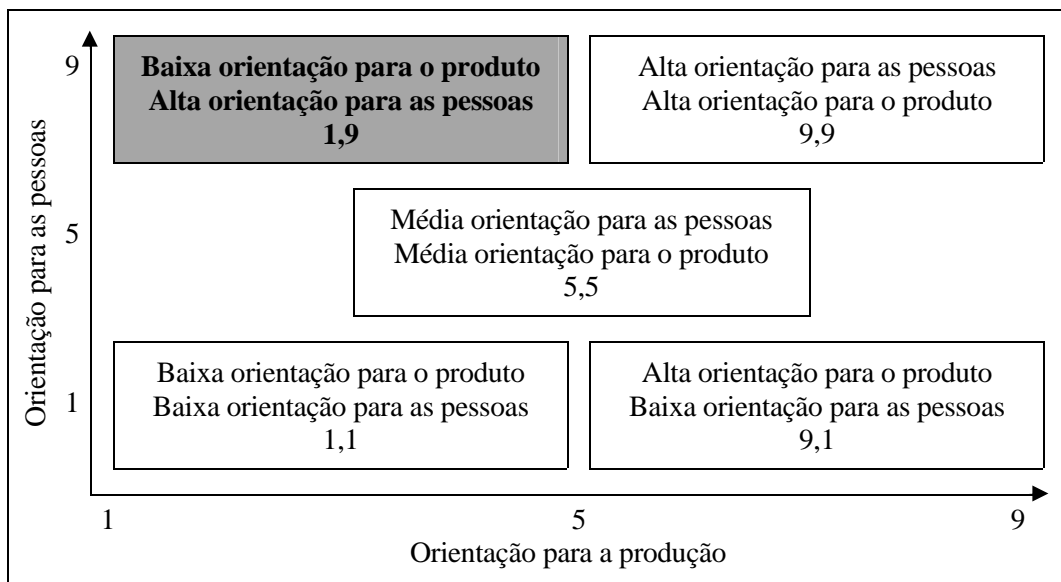 9
Baixa orientação para o produto
Alta orientação para as pessoas
1,9
Alta orientação para as pessoas
Alta orientação para o produto
9,9
Orientação para as pessoas
5
Média orientação para as pessoas
Média orientação para o produto
5,5
1
Baixa orientação para o produto
Baixa orientação para as pessoas
1,1
Alta orientação para o produto
Baixa orientação para as pessoas
9,1
1
5
9
Orientação para a produção